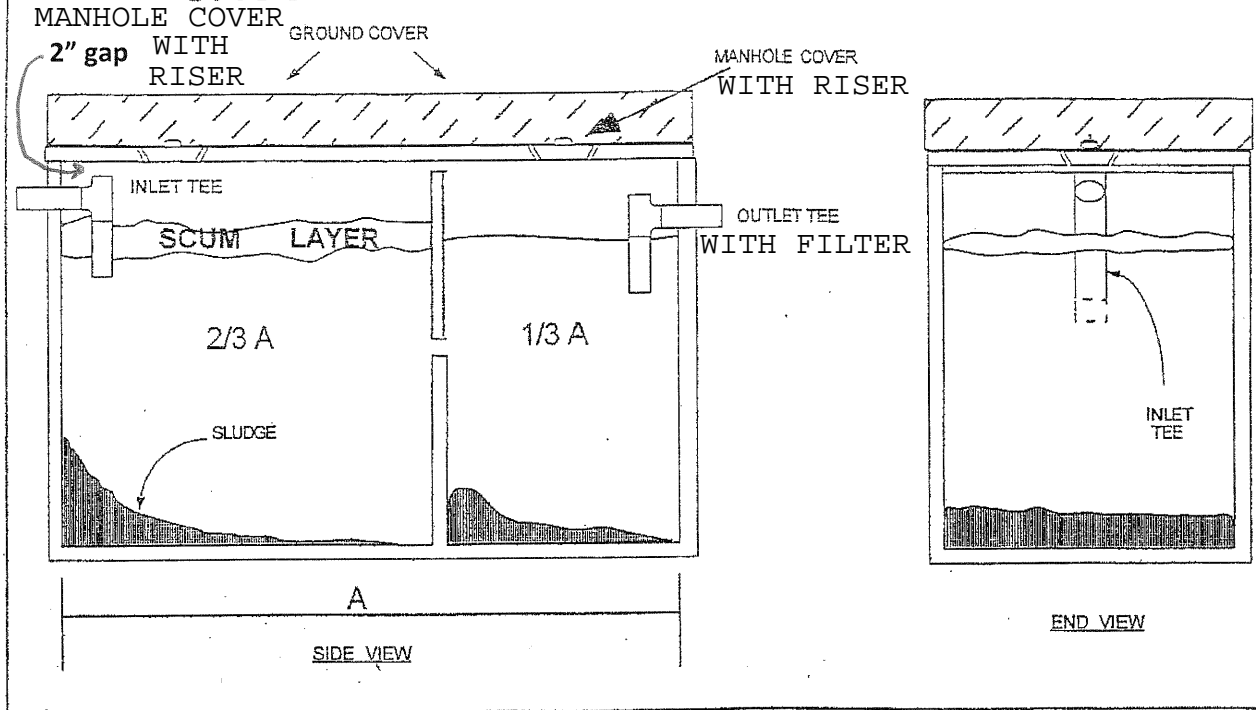 MANHOLE COVER
2" gap WITH
RISER
GROUND COVER
MANHOLE COVER
WITH RISER
INLET TEE
SCUM LAYER
OUTLET TEE
WITH FILTER
2/3 A
1/3 A
SLUDGE
INLET
TEE
A
SIDE VIEW
END VIEW